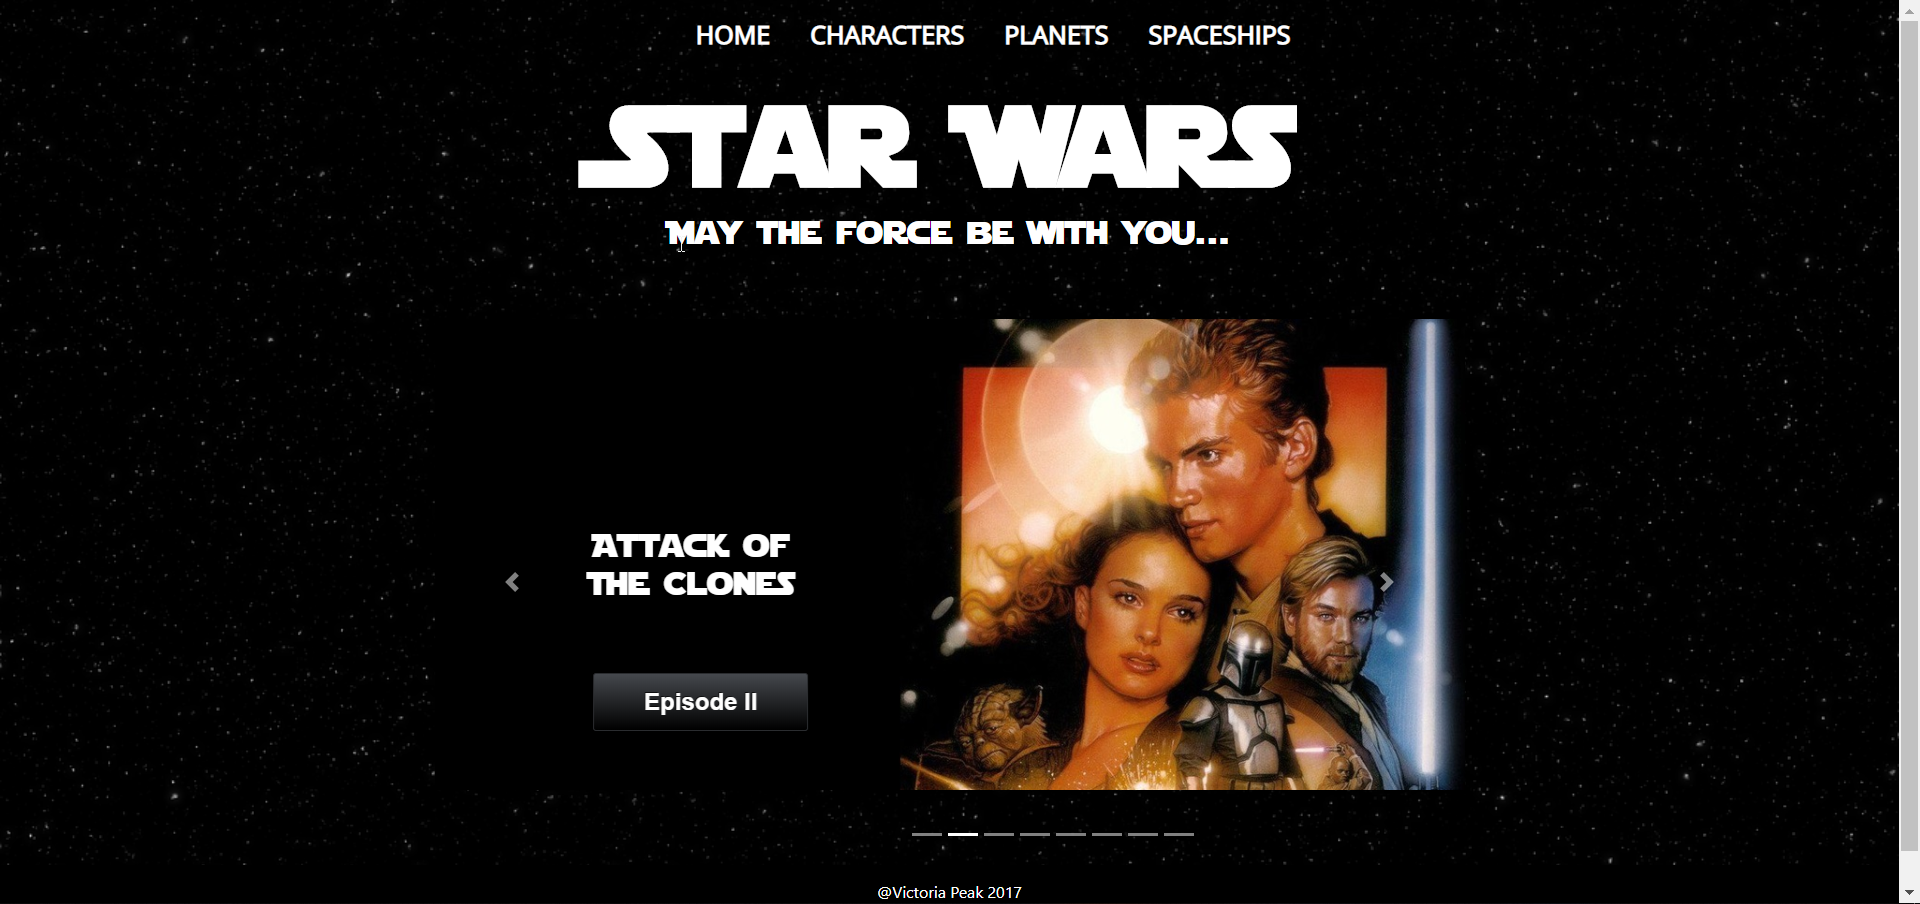 HOME CHARACTERS PLANETS SPACESHIPS
STAR WARS
MAY THE FORCE BE WITH YOU...
ATTACK OF
THE CLONES
Episode II
@Victoria Peak 2017